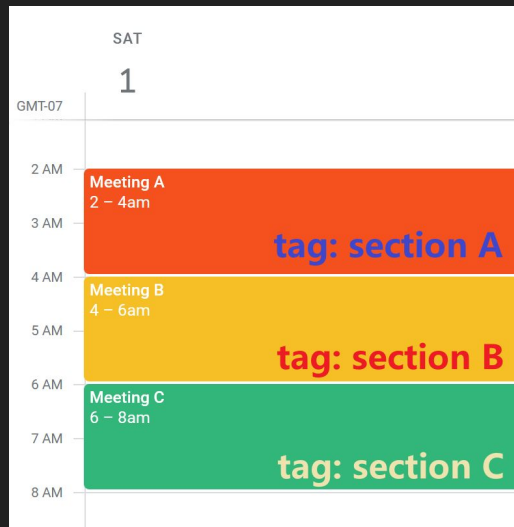 SAT
1
GMT-07
2 AM
Meeting A
2 – 4am
3 AM
tag: section A
4 AM
Meeting B
4 – 6am
5 AM
tag: section B
6 AM
Meeting C
6 – 8am
7 AM
tag: section C
8 AM